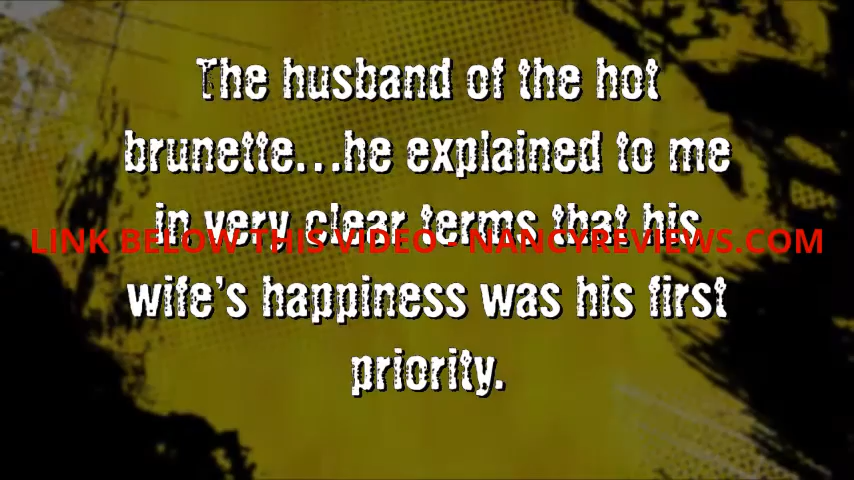 The husband of the hot
brunette...he explained to me
in very clear terms that his
LINK BELOW THIS VIDEO - NANCYREVIEWS.COM
wife's happiness was his first
priority.